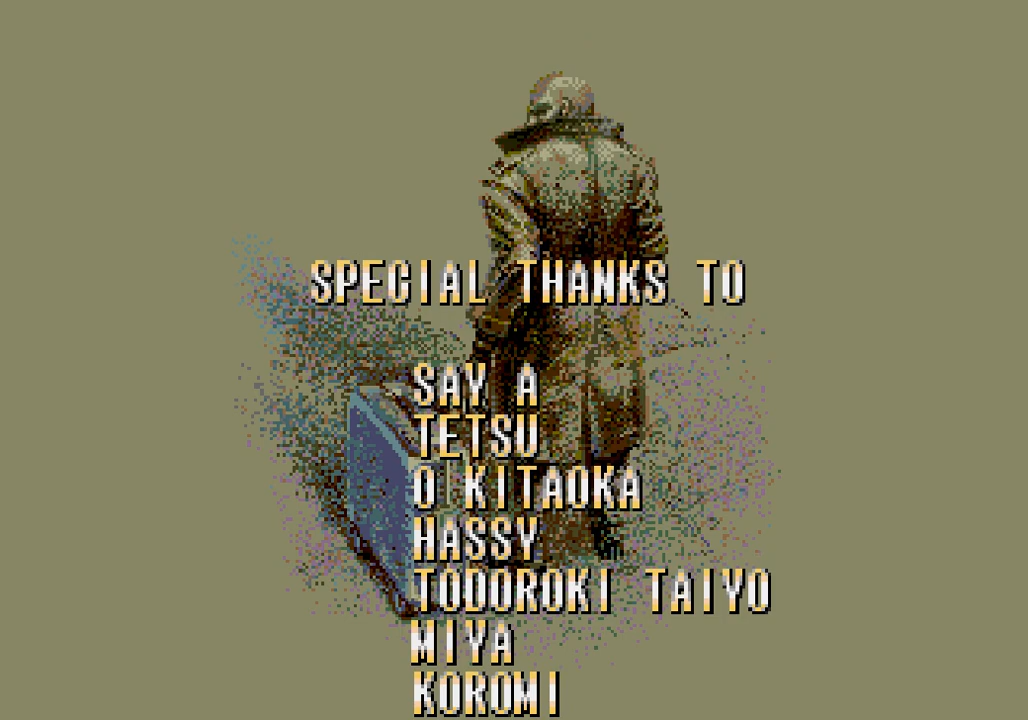 SPECIAL THANKS TO
SAY A
TETSU
O KITAOKA
HASSY
TODOROKI TAIYO
MIYA
KOROMI